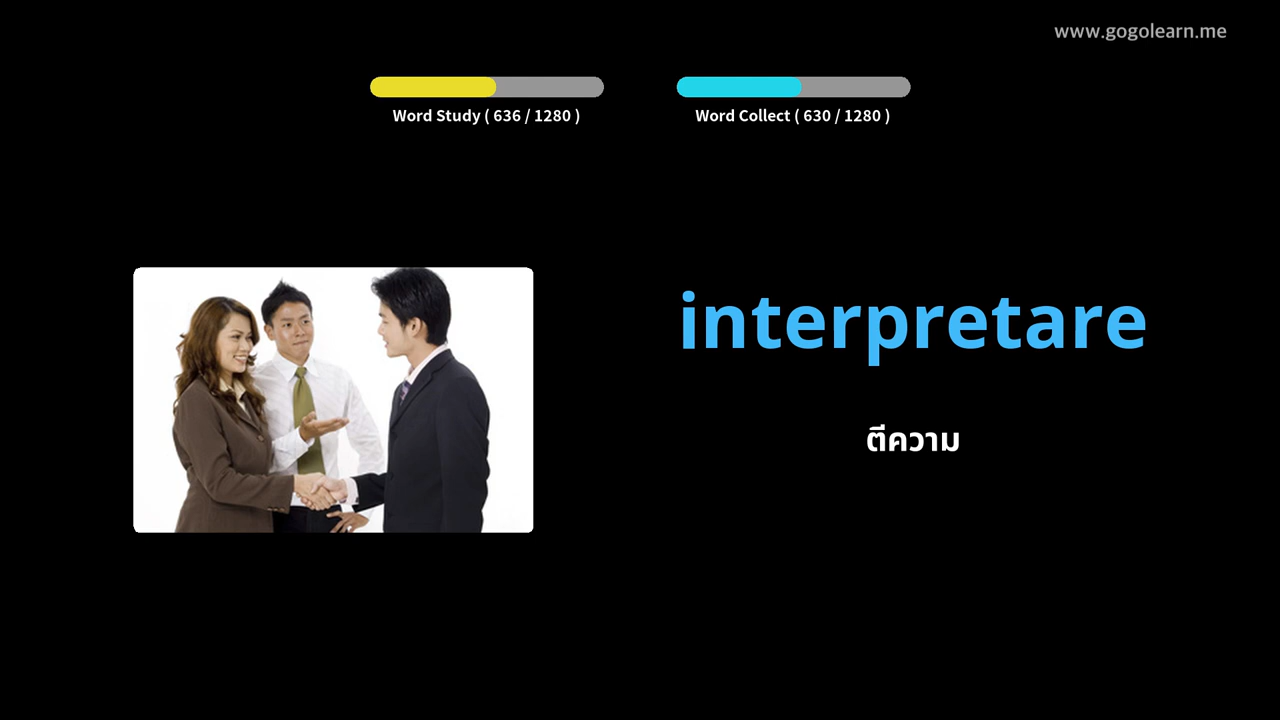 www.gogolearn.me
Word Study ( 636 / 1280 )
Word Collect ( 630 / 1280 )
interpretare
ตีความ